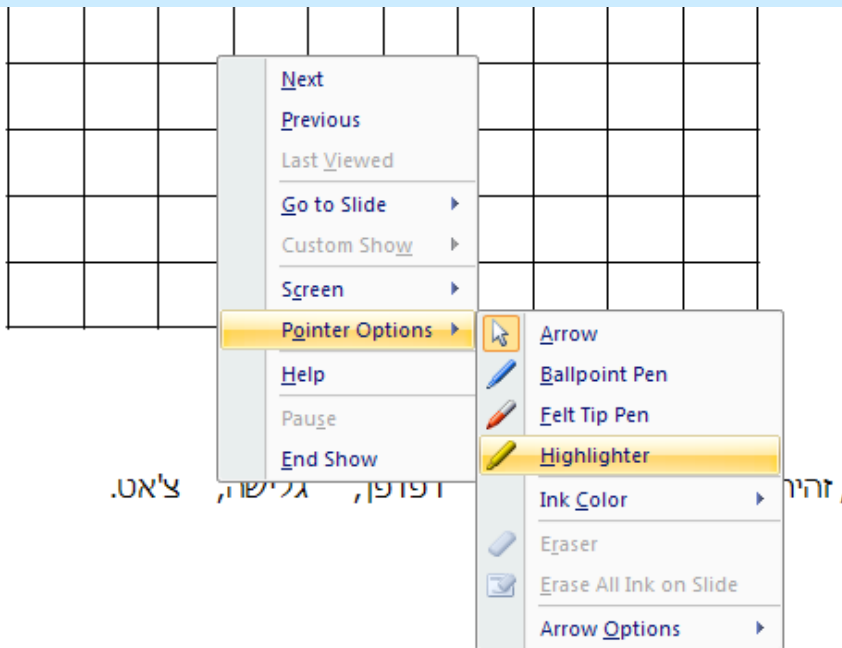 Next
Previous
Last Viewed
Go to Slide
Custom Show
Screen
Pointer Options
Help
Pause
End Show
Arrow
Ballpoint Pen
Felt Tip Pen
Highlighter
Ink Color
Eraser
Erase All Ink on Slide
Arrow Options
דפדפן, גלישה, צ'אט.